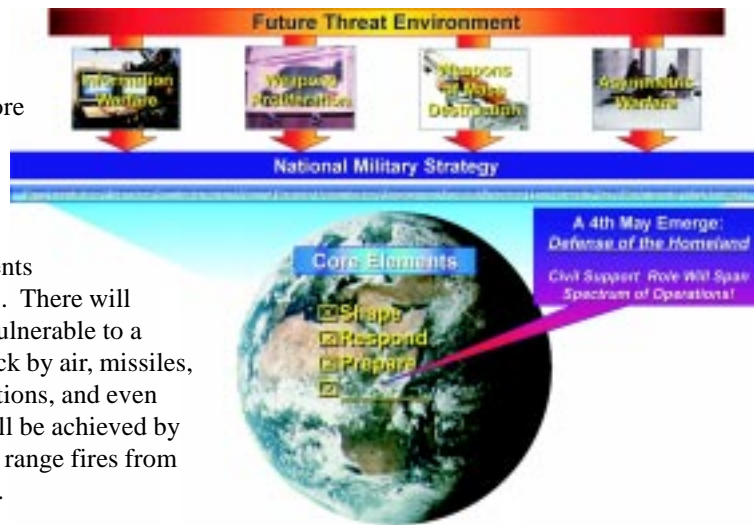 Future Threat Environment
Information
Warfare
Weapons
Proliferation
Weapons
of Mass
Destruction
Asymmetric
Warfare
National Military Strategy
A 4th May Emerge:
Defense of the Homeland
Civil Support Role Will Span
Spectrum of Operations!
Core Elements
Shape
Respond
Prepare
ore
ents
. There will
ulnerable to a
ck by air, missiles,
tions, and even
ll be achieved by
range fires from
.